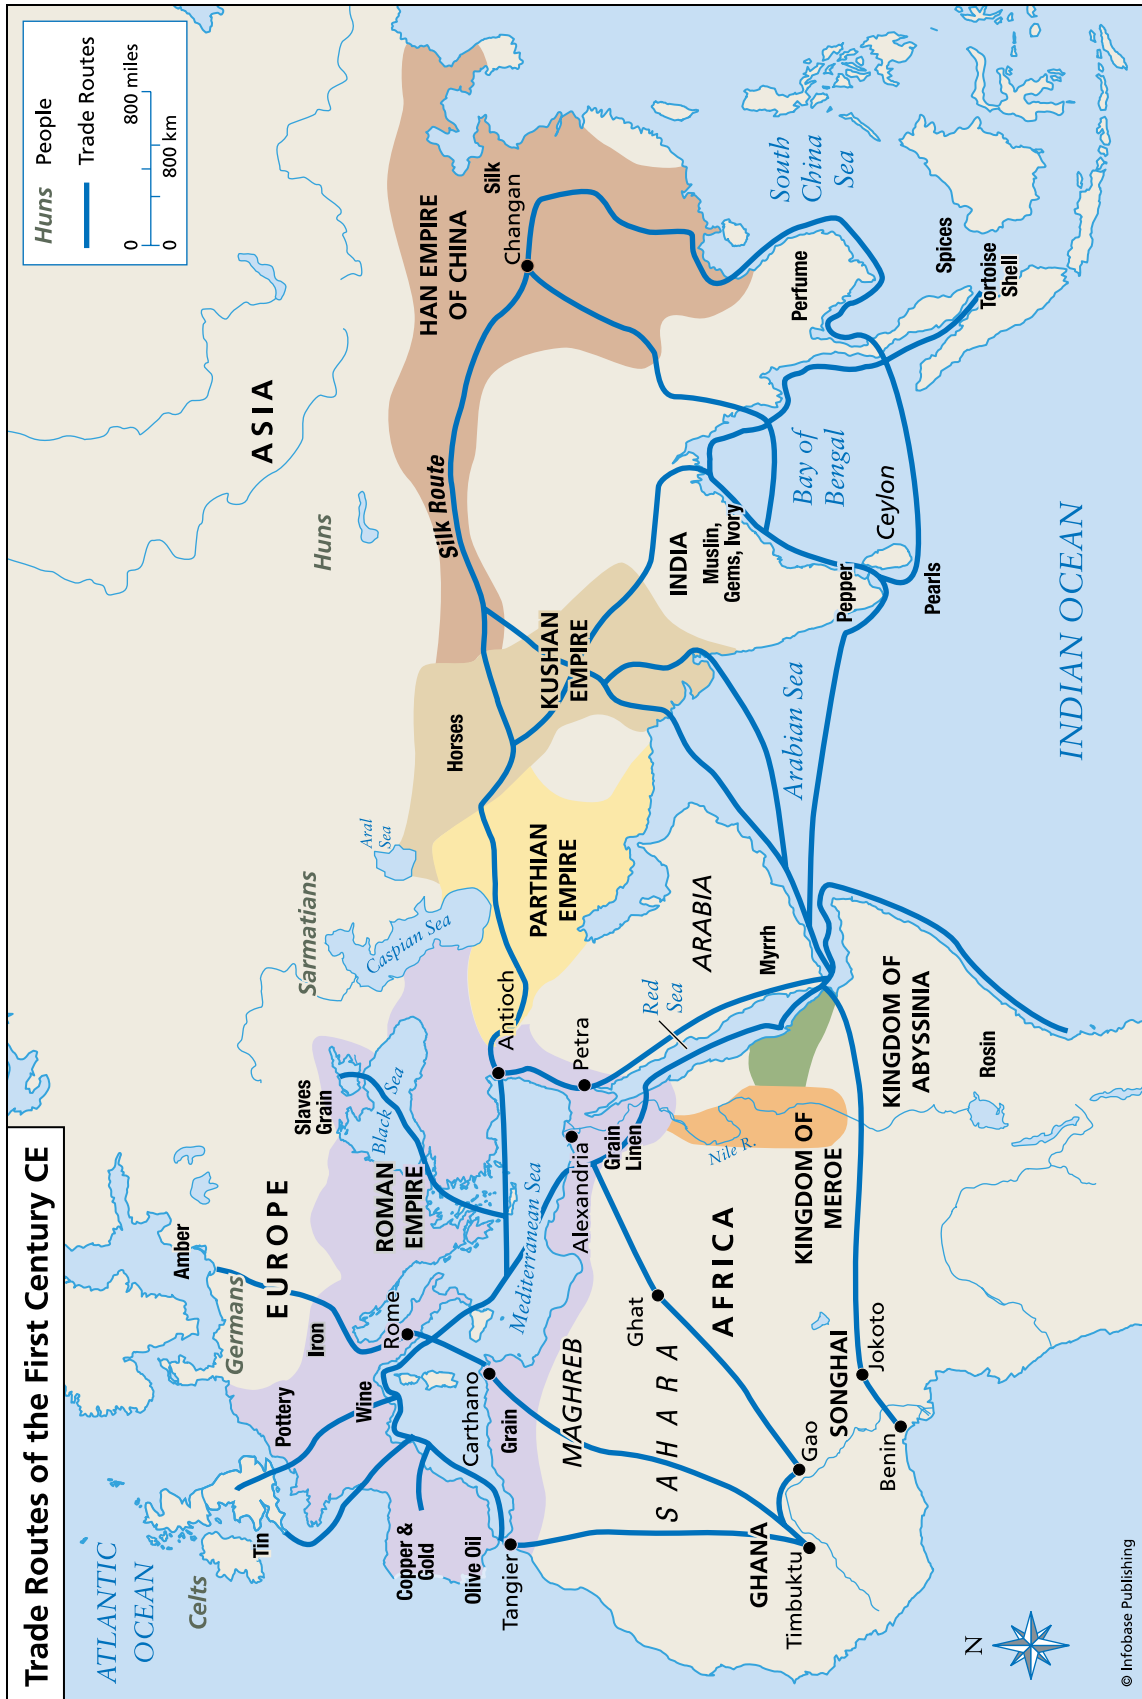 Trade Routes of the First Century CE
Huns People
Trade Routes
0 800 miles
0 800 km
ATLANTIC
OCEAN
Celts
Tin
Pottery
Germans
Amber
EUROPE
Iron
Wine
Rome
Copper &
Gold
Olive Oil
Tangier
Carthano
Grain
MAGHREB
ROMAN
EMPIRE
Slaves
Grain
Black Sea
Mediterranean Sea
Alexandria
Grain
Linen
Antioch
Petra
Red
Sea
Sarmatians
Caspian Sea
Aral
Sea
PARTHIAN
EMPIRE
Horses
KUSHAN
EMPIRE
Huns
ASIA
Silk Route
HAN EMPIRE
OF CHINA
Changan
Silk
ARABIA
Myrrh
Arabian Sea
INDIA
Muslin,
Gems, Ivory
Pepper
Ceylon
Pearls
Bay of
Bengal
Perfume
South
China
Sea
Spices
Tortoise
Shell
INDIAN OCEAN
SAHARA
Ghat
AFRICA
Nile R.
KINGDOM OF
MEROE
KINGDOM OF
ABYSSINIA
Rosin
GHANA
Timbuktu
Gao
SONGHAI
Jokoto
Benin
N
© Infobase Publishing